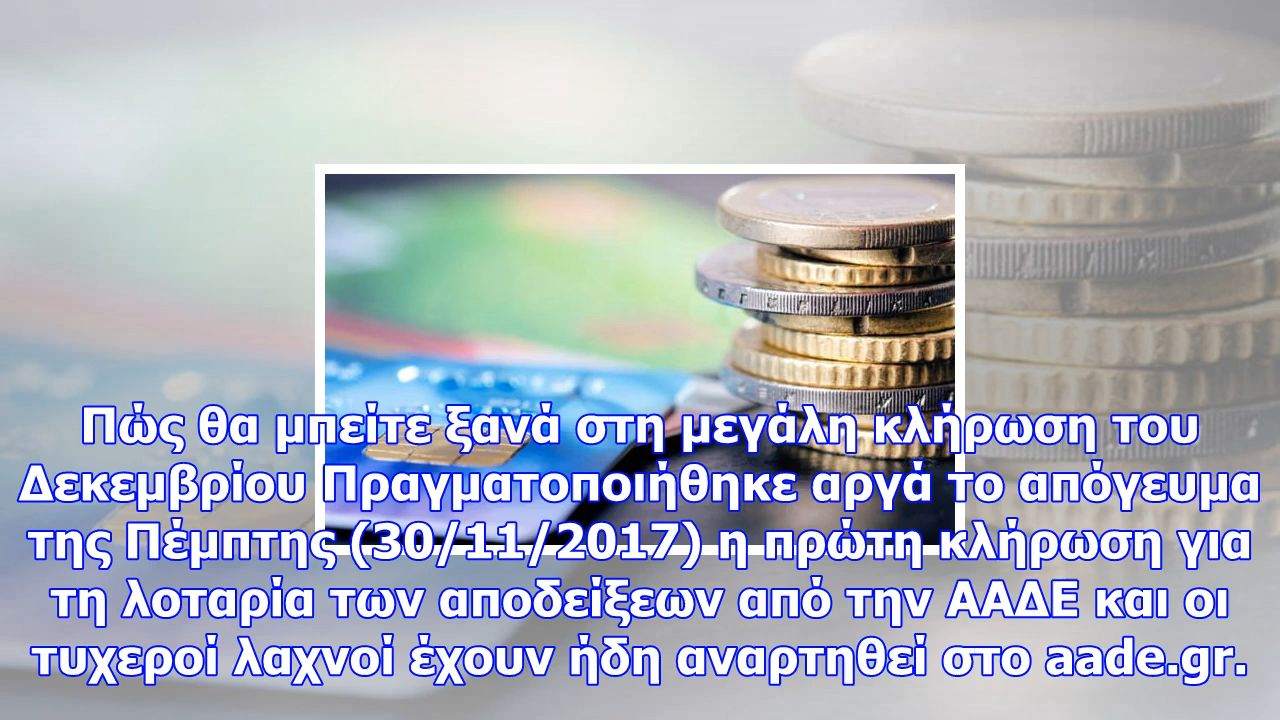 Πώς θα μπείτε ξανά στη μεγάλη κλήρωση του
Δεκεμβρίου Πραγματοποιήθηκε αργά το απόγευμα
της Πέμπτης (30/11/2017) η πρώτη κλήρωση για
τη λοταρία των αποδείξεων από την ΑΑΔΕ και οι
τυχεροί λαχνοί έχουν ήδη αναρτηθεί στο aade.gr.